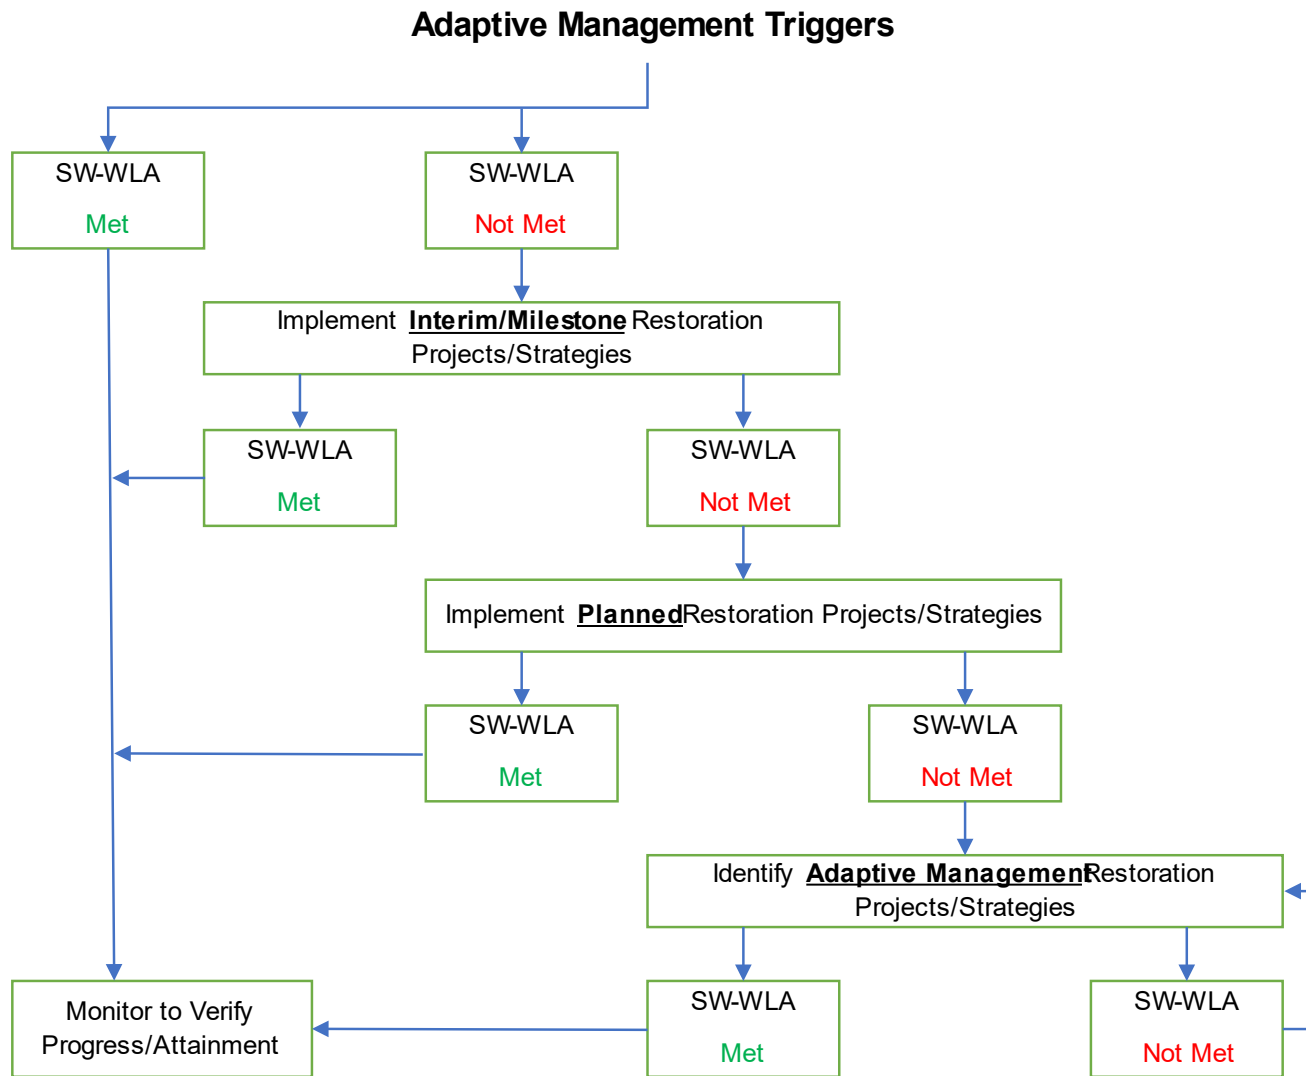 Adaptive Management Triggers
SW-WLA
Met
SW-WLA
Not Met
Implement Interim/Milestone Restoration
Projects/Strategies
SW-WLA
Met
SW-WLA
Not Met
Implement Planned Restoration Projects/Strategies
SW-WLA
Met
SW-WLA
Not Met
Identify Adaptive Management Restoration
Projects/Strategies
Monitor to Verify
Progress/Attainment
SW-WLA
Met
SW-WLA
Not Met